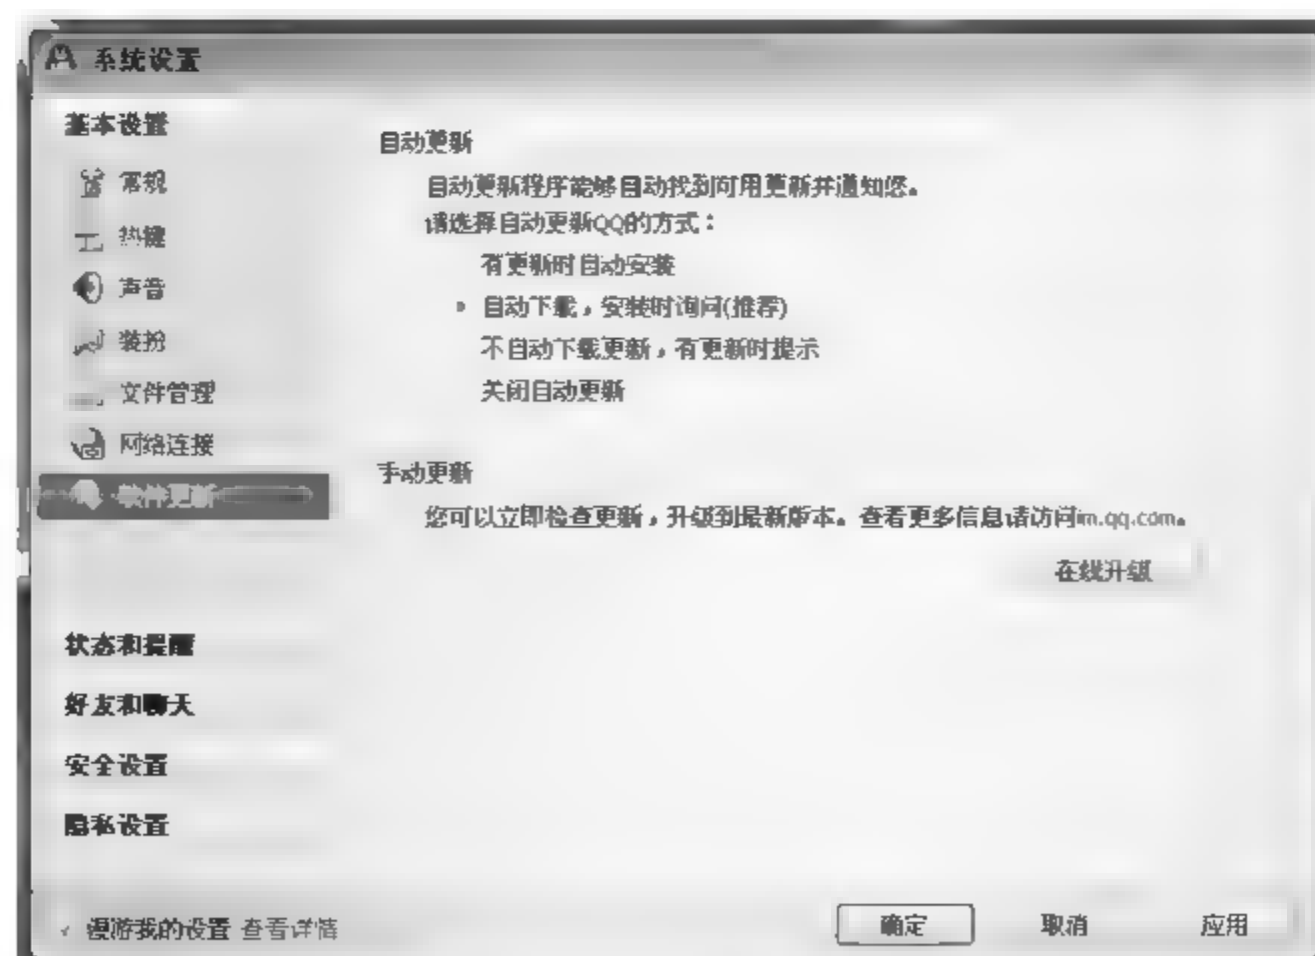 系统设置
基本设置
常规
热键
声音
装扮
文件管理
网络连接
软件更新
状态和提醒
好友和聊天
安全设置
隐私设置
自动更新
自动更新程序能够自动找到可用更新并通知您。
请选择自动更新QQ的方式：
有更新时自动安装
自动下载，安装时询问(推荐)
不自动下载更新，有更新时提示
关闭自动更新
手动更新
您可以立即检查更新，升级到最新版本。查看更多信息请访问im.qq.com。
在线升级
漫游我的设置 查看详情
确定 取消 应用